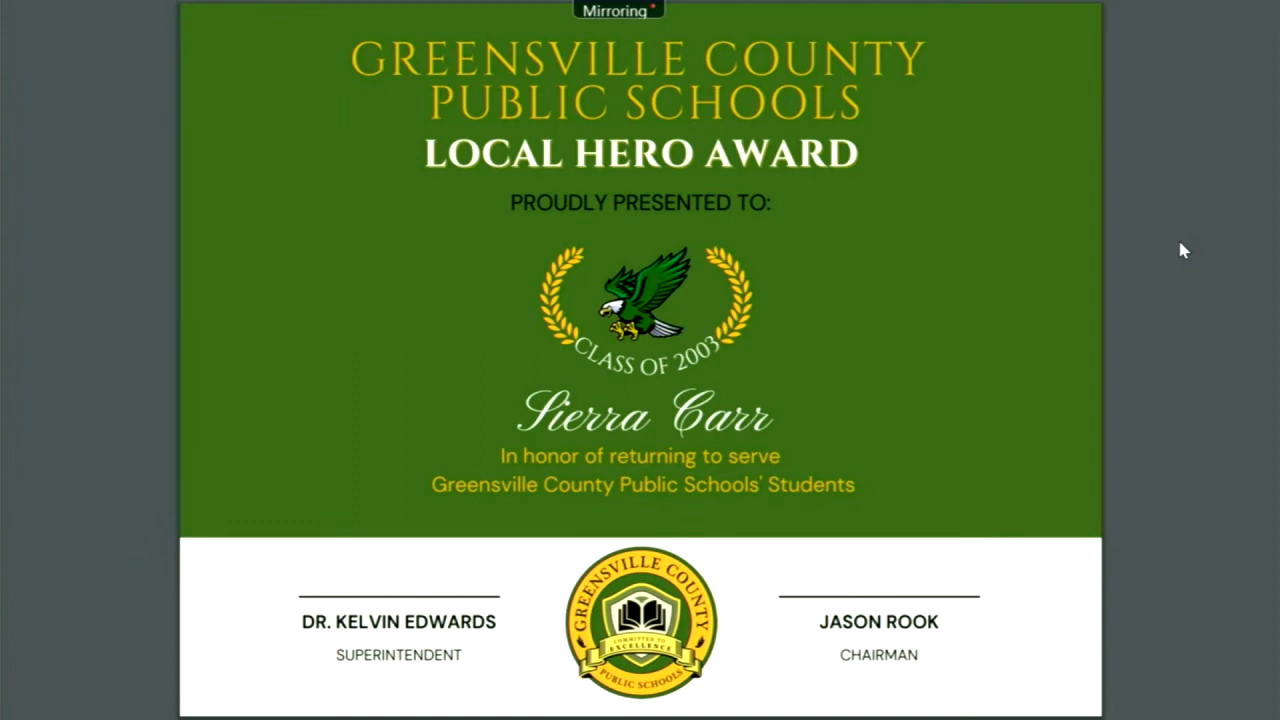 Mirroring
GREENSVILLE COUNTY
PUBLIC SCHOOLS
LOCAL HERO AWARD
PROUDLY PRESENTED TO:
CLASS OF 2003
Sierra Carr
In honor of returning to serve
Greensville County Public Schools' Students
DR. KELVIN EDWARDS
SUPERINTENDENT
GREENSVILLE COUNTY
COMMITTED TO
EXCELLENCE
PUBLIC SCHOOLS
JASON ROOK
CHAIRMAN